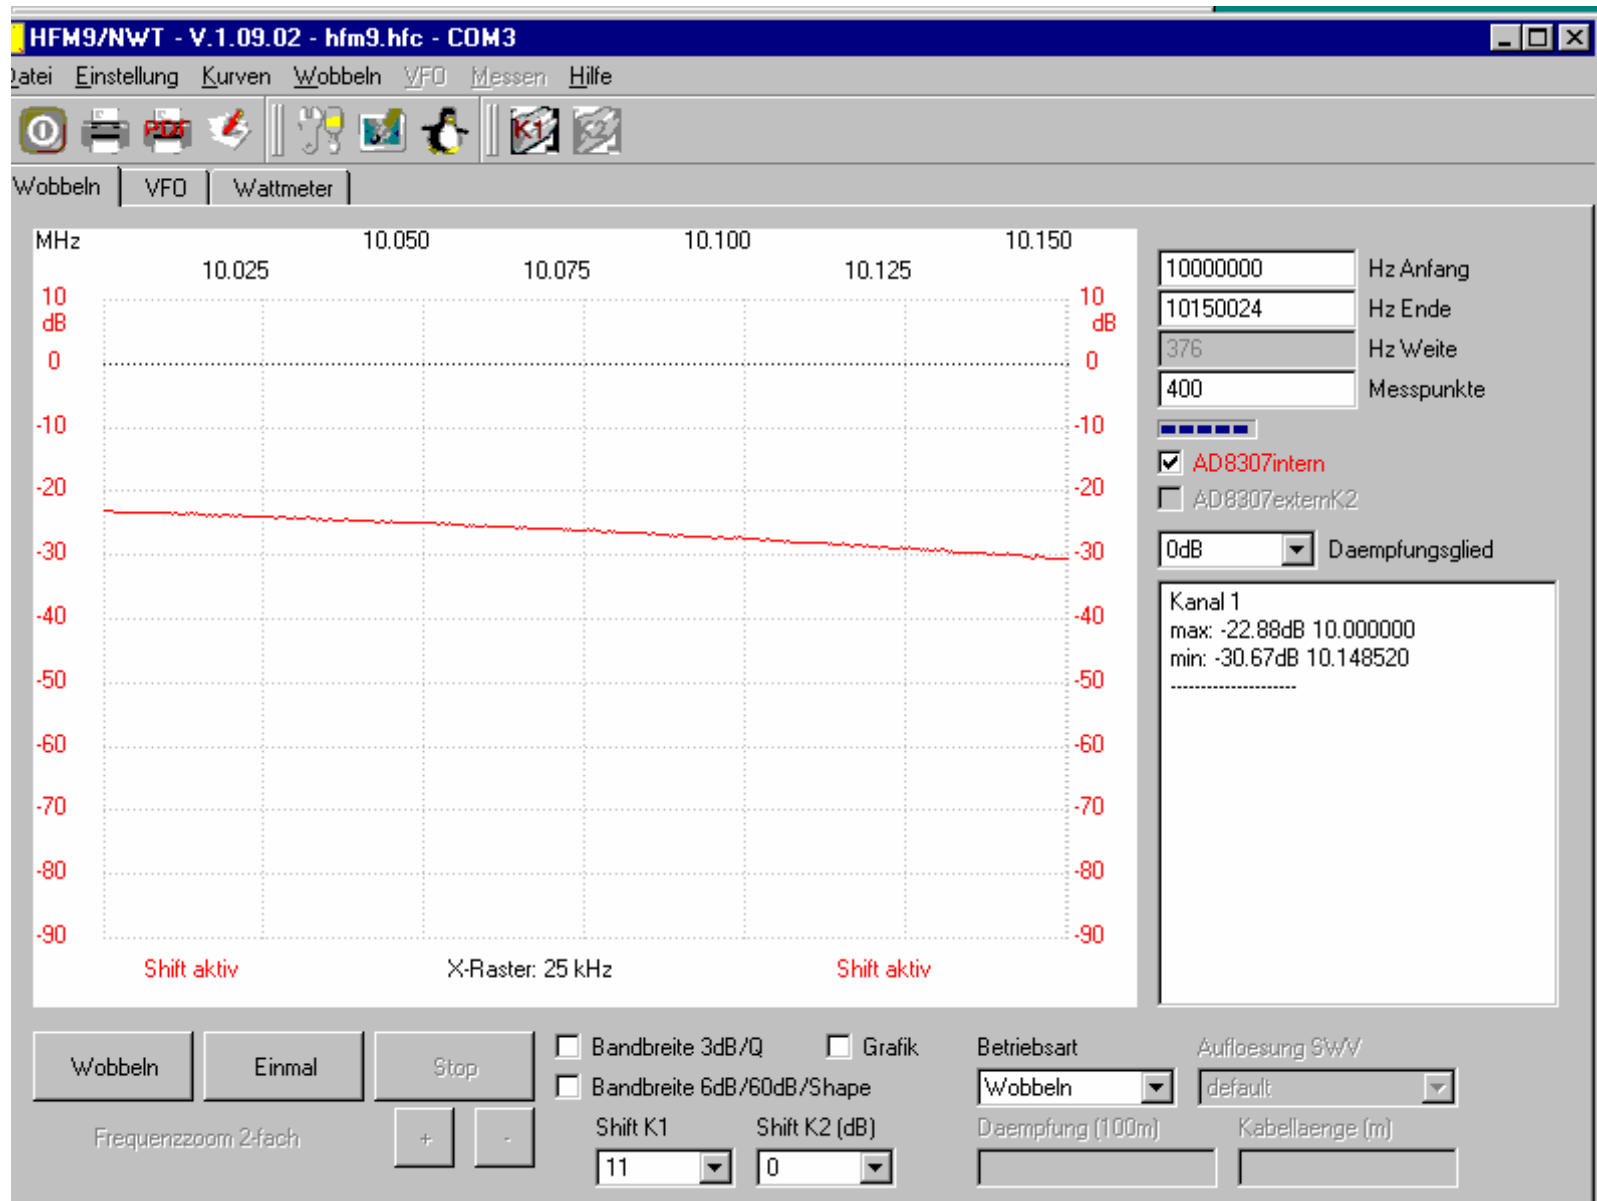 HFM9/NWT - V.1.09.02 - hfm9.hfc - COM3
Datei Einstellung Kurven Wobbeln VFO Messen Hilfe
PDF K1 K2
Wobbeln VFO Wattmeter
MHz 10.050 10.100 10.150
10.025 10.075 10.125
10 10
dB dB
0 0
-10 -10
-20 -20
-30 -30
-40 -40
-50 -50
-60 -60
-70 -70
-80 -80
-90 -90
Shift aktiv X-Raster: 25 kHz Shift aktiv
10000000 Hz Anfang
10150024 Hz Ende
376 Hz Weite
400 Messpunkte
AD8307intern
AD8307externK2
0dB Daempfungsglied
Kanal 1
max: -22.88dB 10.000000
min: -30.67dB 10.148520
---------------------
Wobbeln Einmal Stop
Frequenzzoom 2-fach + -
Bandbreite 3dB/Q Grafik
Bandbreite 6dB/60dB/Shape
Shift K1 Shift K2 (dB)
11 0
Betriebsart Aufloesung SWV
Wobbeln default
Daempfung (100m) Kabellaenge (m)